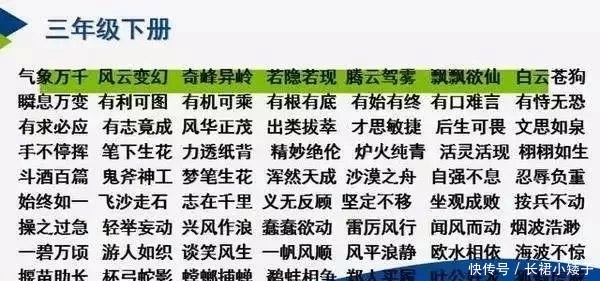 三年级下册
气象万千 风云变幻 奇峰异岭 若隐若现 腾云驾雾 飘飘欲仙 白云苍狗
瞬息万变 有利可图 有机可乘 有根有底 有始有终 有口难言 有恃无恐
有求必应 有志竟成 风华正茂 出类拔萃 才思敏捷 后生可畏 文思如泉
手不停挥 笔下生花 力透纸背 精妙绝伦 炉火纯青 活灵活现 栩栩如生
斗酒百篇 鬼斧神工 梦笔生花 浑然天成 沙漠之舟 自强不息 忍辱负重
始终如一 飞沙走石 志在千里 义无反顾 坚定不移 坐观成败 按兵不动
操之过急 轻举妄动 兴风作浪 蠢蠢欲动 雷厉风行 闻风而动 烟波浩渺
一碧万顷 游人如织 谈笑风生 一帆风顺 风平浪静 欧水相依 海波不惊
揠苗助长 杯弓蛇影 螳螂捕蝉 鹬蚌相争 郑人买履
快传号 / 长裙小矮子